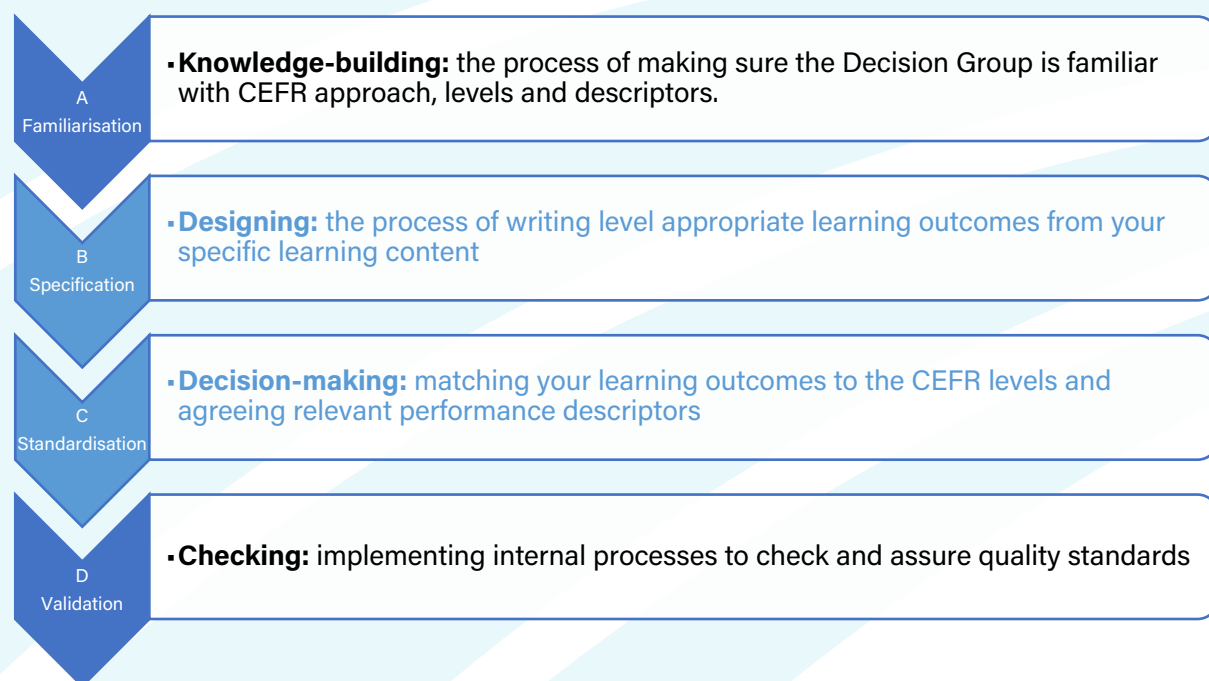 A
Familiarisation
▪Knowledge-building: the process of making sure the Decision Group is familiar
with CEFR approach, levels and descriptors.
B
Specification
▪Designing: the process of writing level appropriate learning outcomes from your
specific learning content
C
Standardisation
▪Decision-making: matching your learning outcomes to the CEFR levels and
agreeing relevant performance descriptors
D
Validation
▪Checking: implementing internal processes to check and assure quality standards